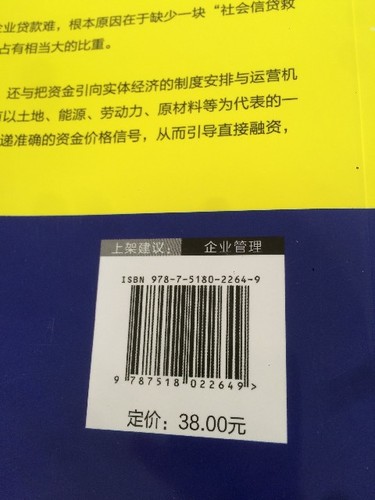 企业贷款难，根本原因在于缺少一块“社会信贷救
占有相当大的比重。
还与把资金引向实体经济的制度安排与运营机
有以土地、能源、劳动力、原材料等为代表的一
递准确的资金价格信号，从而引导直接融资，
上架建议： 企业管理
ISBN 978-7-5180-2264-9
9 787518 022649 >
定价：38.00元